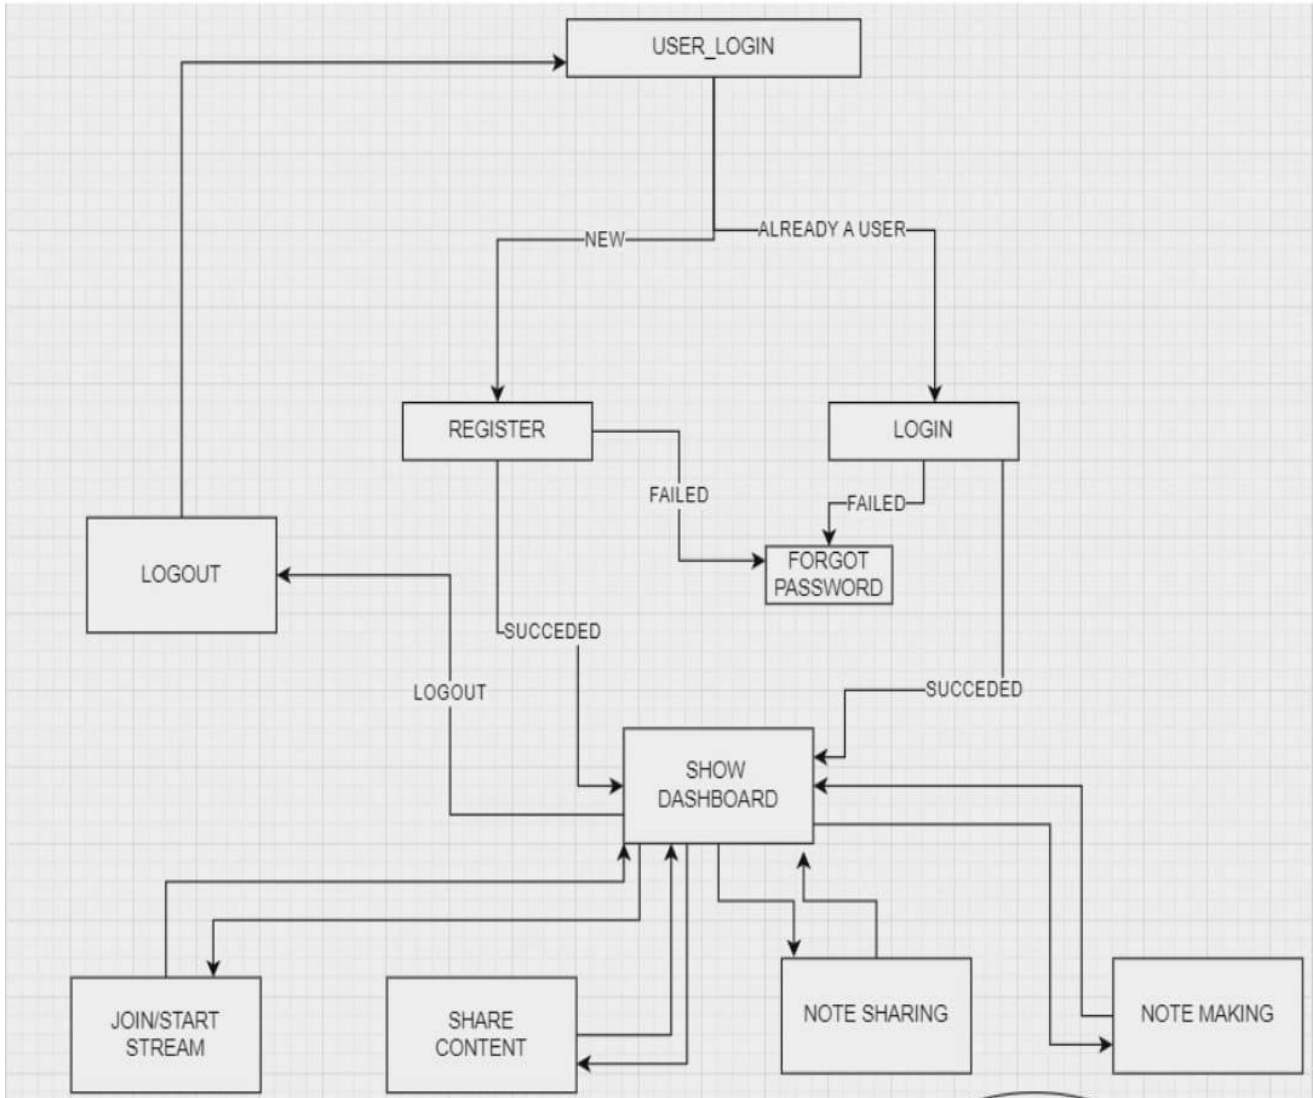 USER_LOGIN
NEW
ALREADY A USER
REGISTER
LOGIN
FAILED
FAILED
FORGOT
PASSWORD
LOGOUT
SUCCEDED
LOGOUT
SUCCEDED
SHOW
DASHBOARD
JOIN/START
STREAM
SHARE
CONTENT
NOTE SHARING
NOTE MAKING